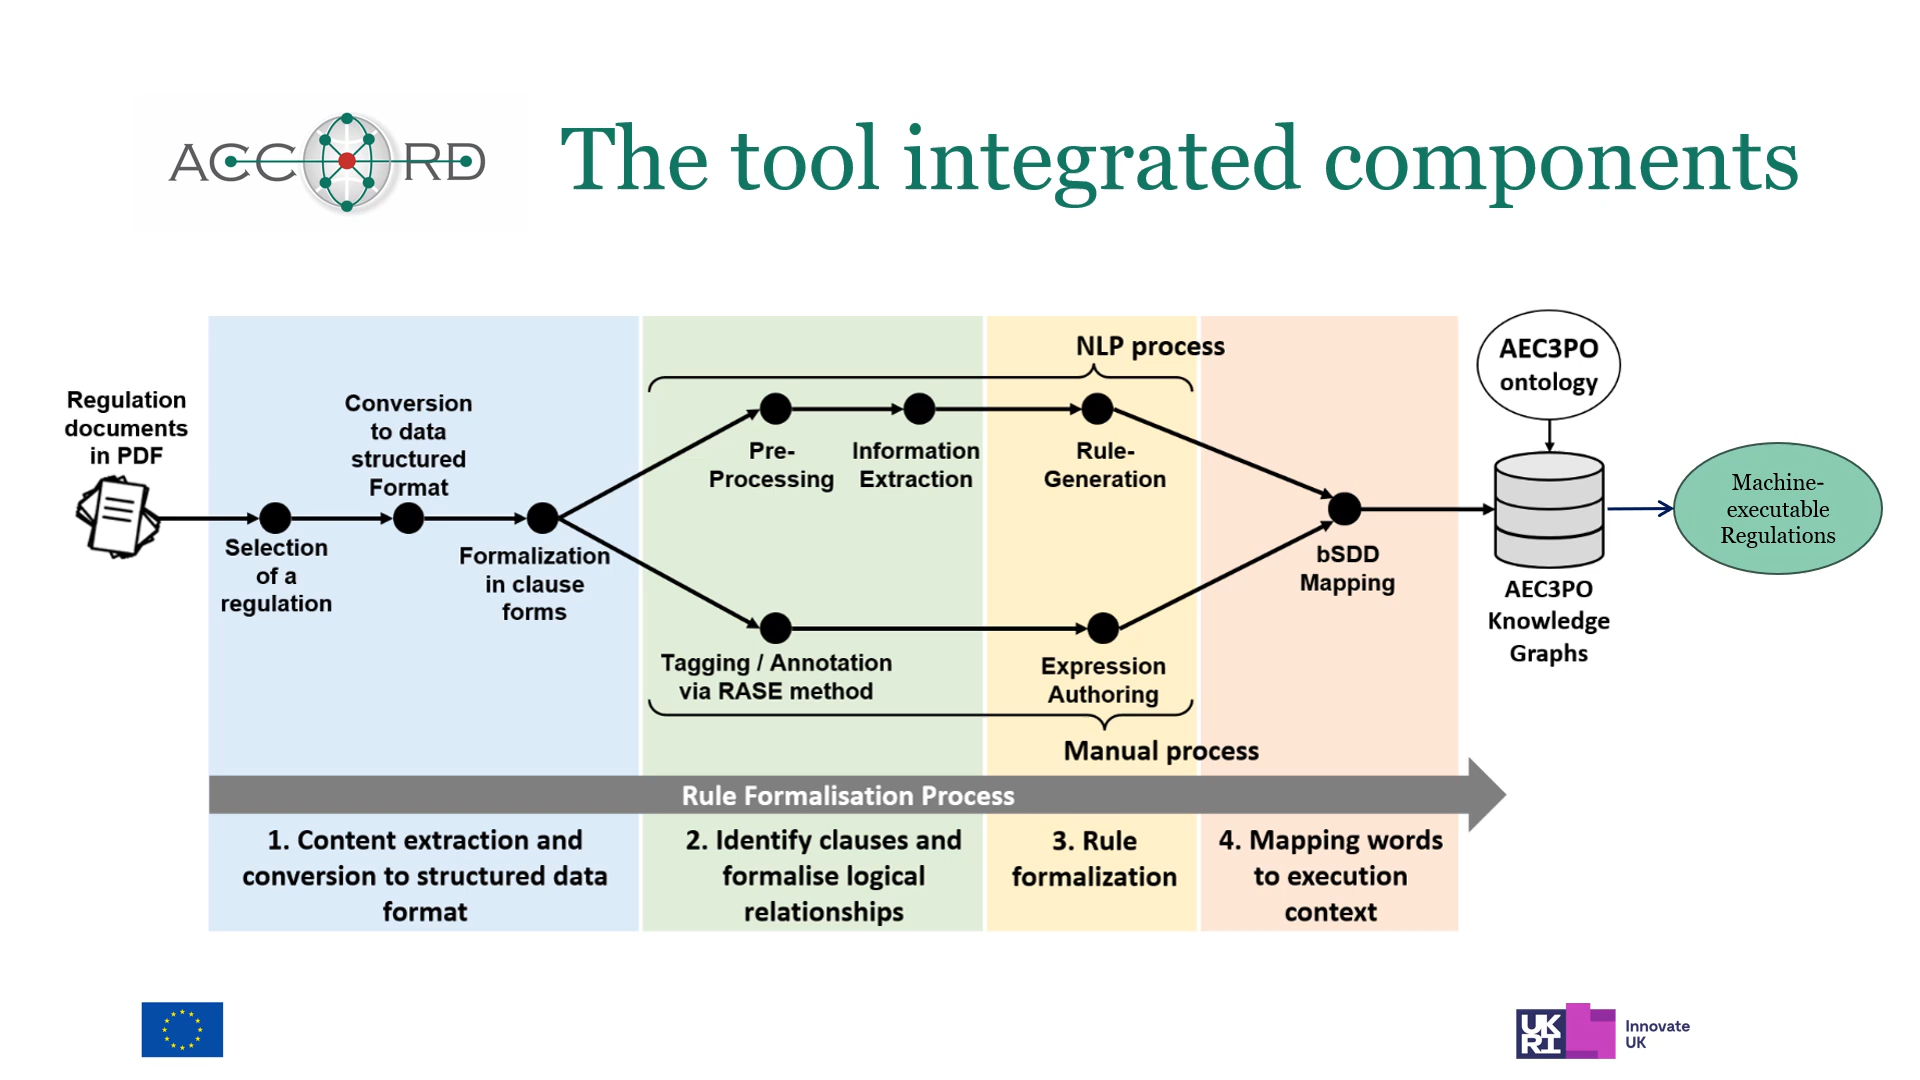 ACCORD
The tool integrated components
Regulation
documents
in PDF
Selection
of a
regulation
Conversion
to data
structured
Format
Formalization
in clause
forms
NLP process
Pre-
Processing
Information
Extraction
Rule-
Generation
Tagging / Annotation
via RASE method
Expression
Authoring
Manual process
bSDD
Mapping
AEC3PO
ontology
AEC3PO
Knowledge
Graphs
Machine-
executable
Regulations
Rule Formalisation Process
1. Content extraction and
conversion to structured data
format
2. Identify clauses and
formalise logical
relationships
3. Rule
formalization
4. Mapping words
to execution
context
UK
RI
Innovate
UK